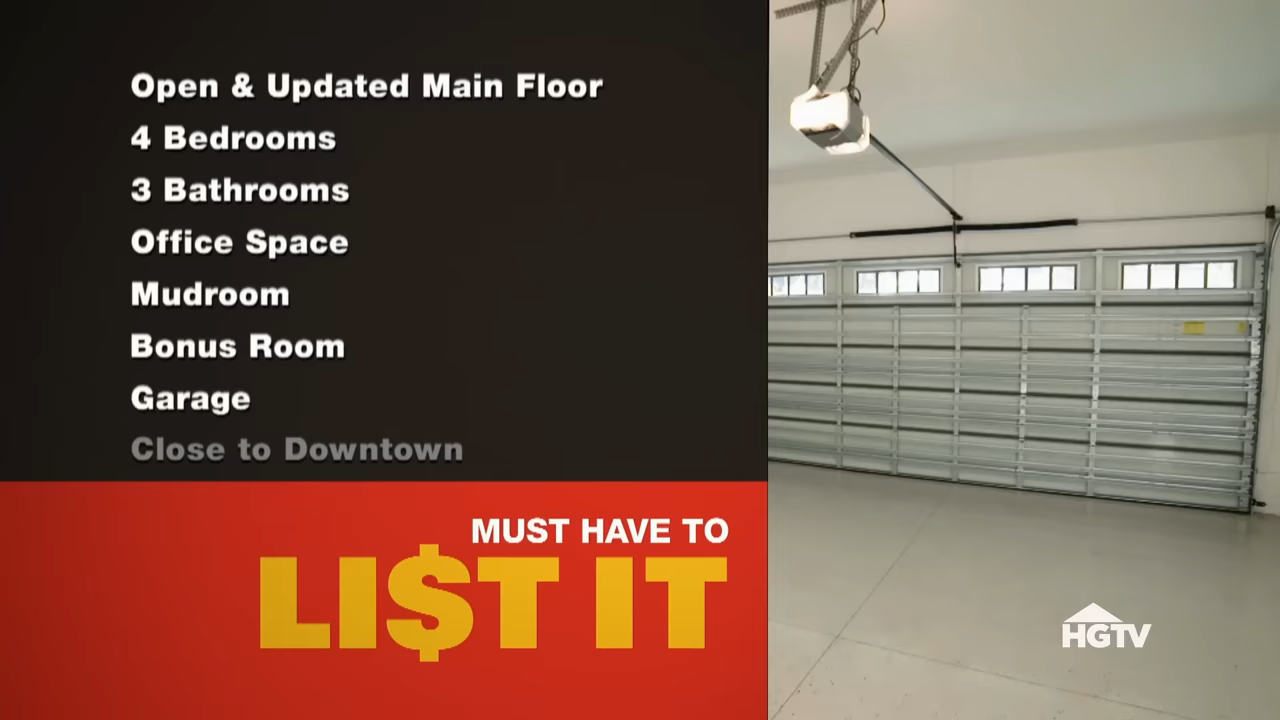 Open & Updated Main Floor
4 Bedrooms
3 Bathrooms
Office Space
Mudroom
Bonus Room
Garage
Close to Downtown
MUST HAVE TO
LI$T IT
HGTV